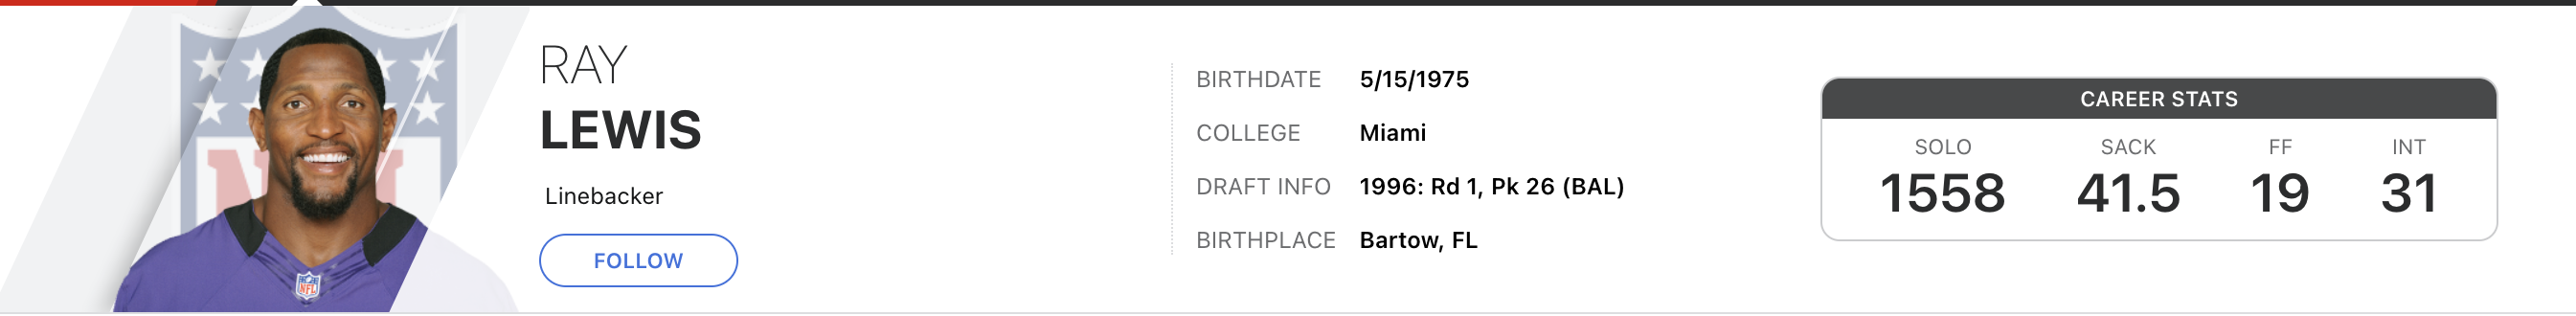 RAY
LEWIS
Linebacker
FOLLOW
BIRTHDATE 5/15/1975
COLLEGE Miami
DRAFT INFO 1996: Rd 1, Pk 26 (BAL)
BIRTHPLACE Bartow, FL
CAREER STATS
SOLO SACK FF INT
1558 41.5 19 31
NFL